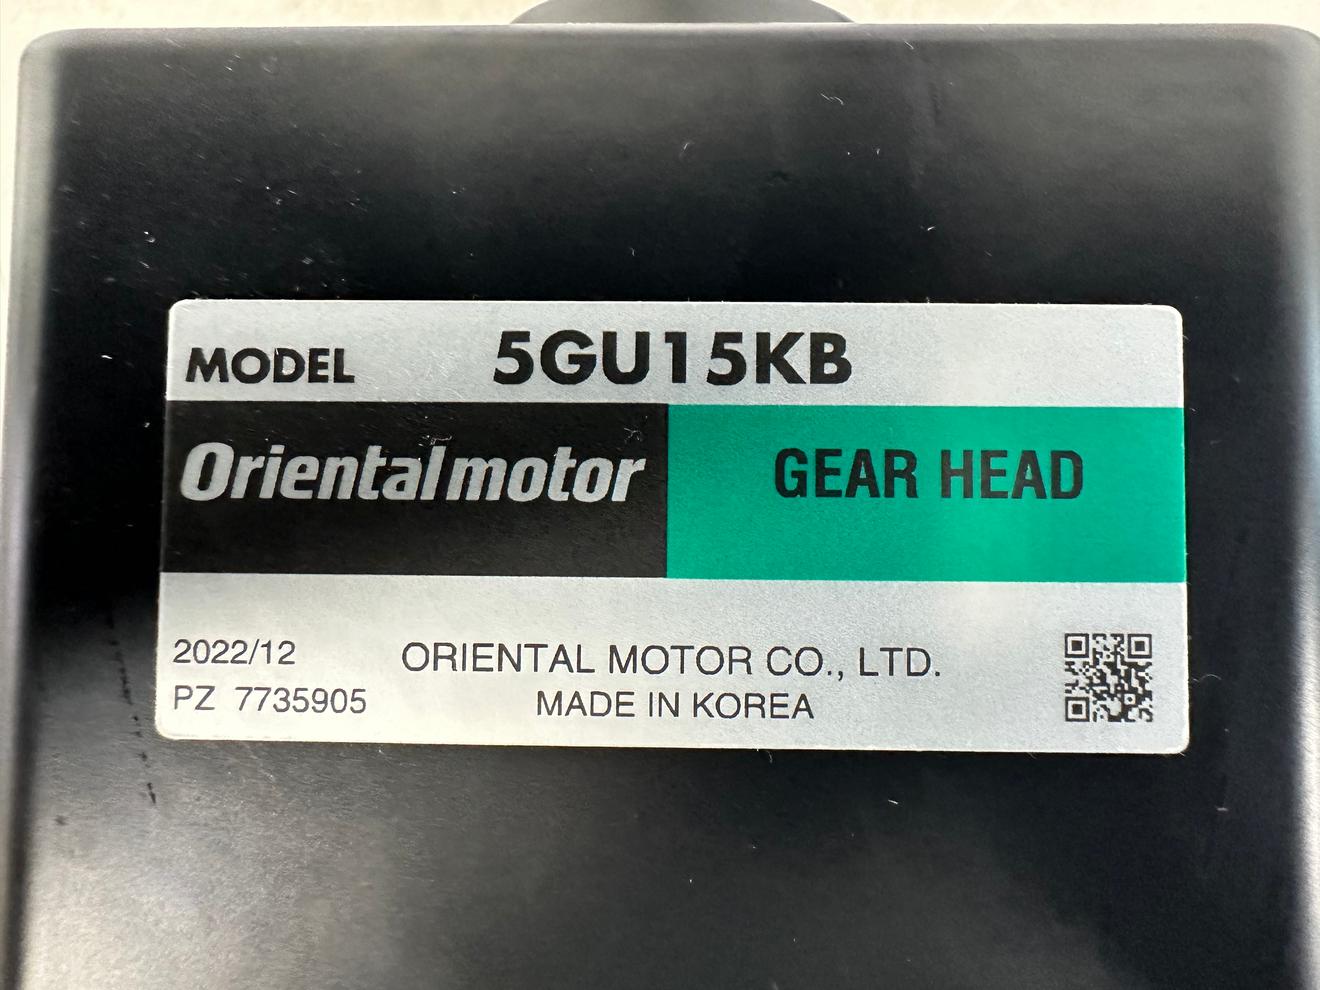 MODEL 5GU15KB
Orientalmotor GEAR HEAD
2022/12 ORIENTAL MOTOR CO., LTD.
PZ 7735905 MADE IN KOREA